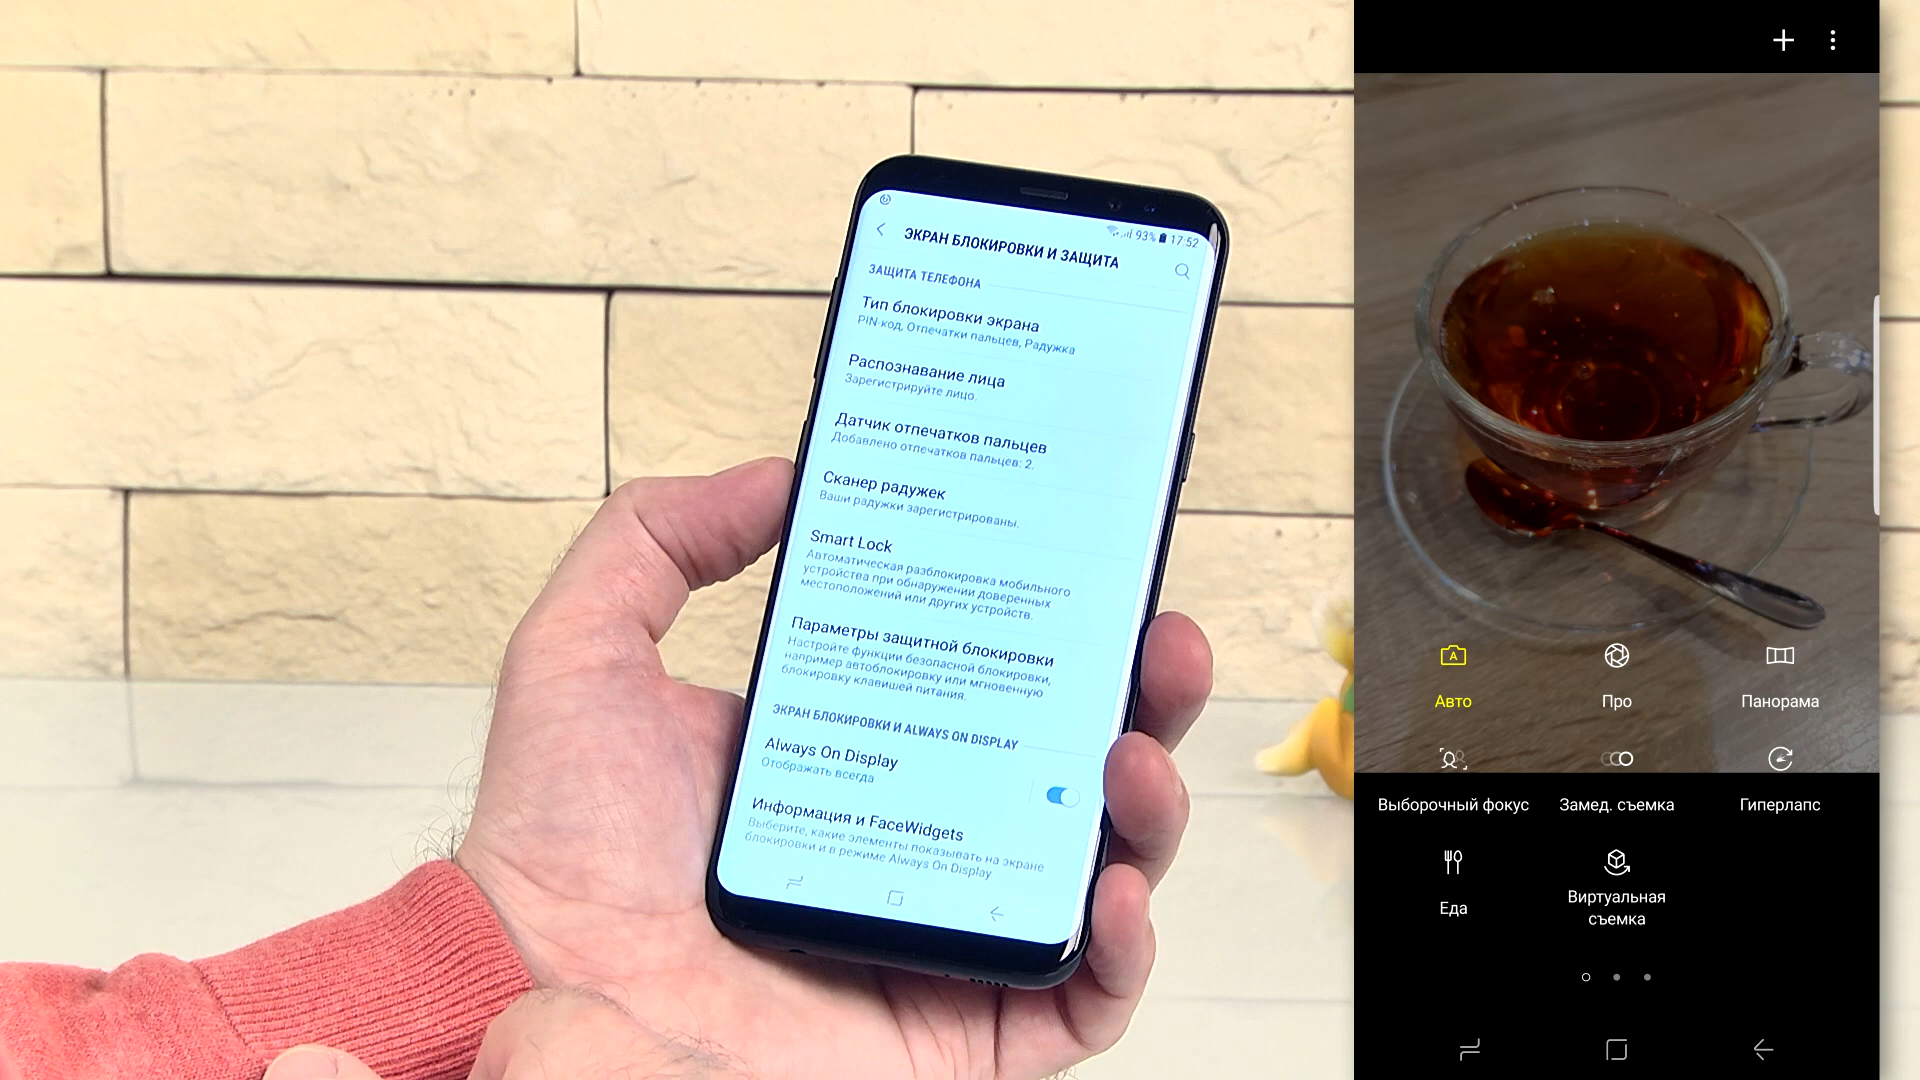 93% 17:52
ЭКРАН БЛОКИРОВКИ И ЗАЩИТА
ЗАЩИТА ТЕЛЕФОНА
Тип блокировки экрана
PIN-код, Отпечатки пальцев, Радужка
Распознавание лица
Зарегистрируйте лицо.
Датчик отпечатков пальцев
Добавлено отпечатков пальцев: 2.
Сканер радужек
Ваши радужки зарегистрированы.
Smart Lock
Автоматическая разблокировка мобильного
устройства при обнаружении доверенных
местоположений или других устройств.
Параметры защитной блокировки
Настройте функции безопасной блокировки,
например автоблокировку или мгновенную
блокировку клавишей питания.
ЭКРАН БЛОКИРОВКИ И ALWAYS ON DISPLAY
Always On Display
Отображать всегда
Информация и FaceWidgets
Выберите, какие элементы показывать на экране
блокировки и в режиме Always On Display
A
Авто
Про
Панорама
Выборочный фокус
Замед. съемка
Гиперлапс
Еда
Виртуальная
съемка